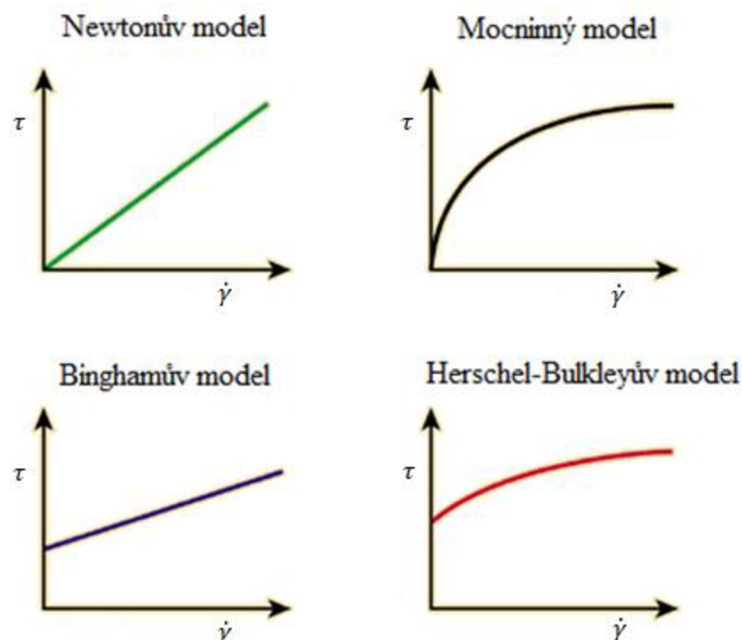 Newtonův model
Mocninný model
τ
τ
γ̇
γ̇
Binghamův model
Herschel-Bulkleyův model
τ
τ
γ̇
γ̇